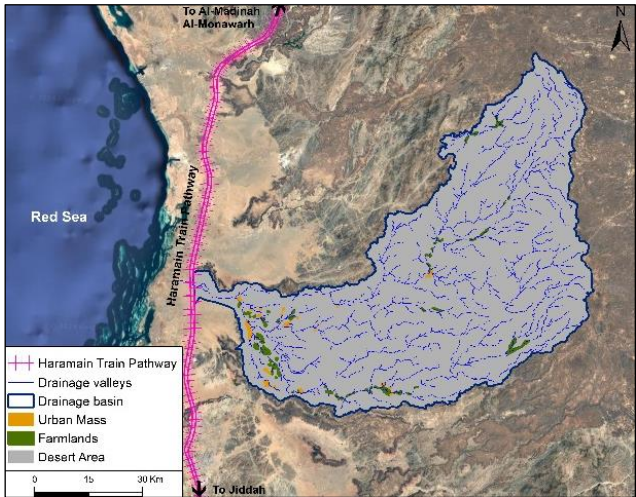 To Al-Madinah
Al-Monawarh
N
Red Sea
Haramain Train Pathway
Haramain Train Pathway
Drainage valleys
Drainage basin
Urban Mass
Farmlands
Desert Area
0 15 30 Km
To Jiddah